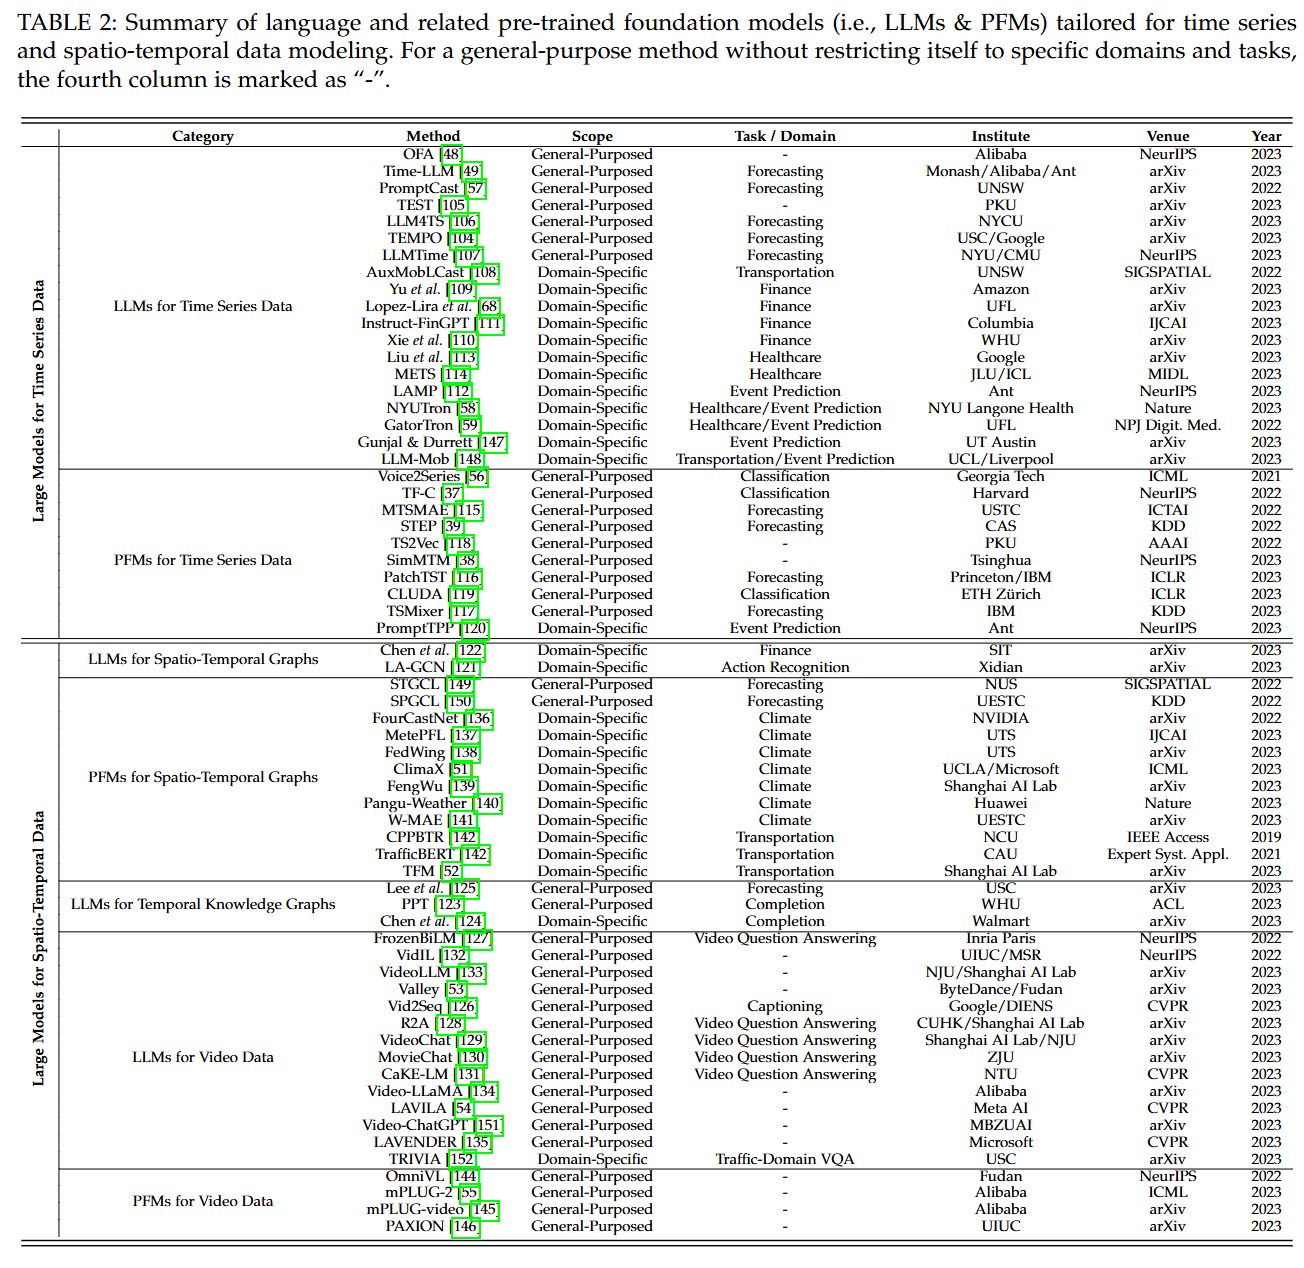 TABLE 2: Summary of language and related pre-trained foundation models (i.e., LLMs & PFMs) tailored for time series
and spatio-temporal data modeling. For a general-purpose method without restricting itself to specific domains and tasks,
the fourth column is marked as “-”.
Category Method Scope Task / Domain Institute Venue Year
Large Models for Time Series Data
LLMs for Time Series Data
OFA [48] General-Purposed - Alibaba NeurIPS 2023
Time-LLM [49] General-Purposed Forecasting Monash/Alibaba/Ant arXiv 2023
PromptCast [57] General-Purposed Forecasting UNSW arXiv 2022
TEST [105] General-Purposed - PKU arXiv 2023
LLM4TS [106] General-Purposed Forecasting NYCU arXiv 2023
TEMPO [104] General-Purposed Forecasting USC/Google arXiv 2023
LLMTime [107] General-Purposed Forecasting NYU/CMU NeurIPS 2023
AuxMobLCast [108] Domain-Specific Transportation UNSW SIGSPATIAL 2022
Yu et al. [109] Domain-Specific Finance Amazon arXiv 2023
Lopez-Lira et al. [68] Domain-Specific Finance UFL arXiv 2023
Instruct-FinGPT [111] Domain-Specific Finance Columbia IJCAI 2023
Xie et al. [110] Domain-Specific Finance WHU arXiv 2023
Liu et al. [113] Domain-Specific Healthcare Google arXiv 2023
METS [114] Domain-Specific Healthcare JLU/ICL MIDL 2023
LAMP [112] Domain-Specific Event Prediction Ant NeurIPS 2023
NYUTron [58] Domain-Specific Healthcare/Event Prediction NYU Langone Health Nature 2023
GatorTron [59] Domain-Specific Healthcare/Event Prediction UFL NPJ Digit. Med. 2022
Gunjal & Durrett [147] Domain-Specific Event Prediction UT Austin arXiv 2023
LLM-Mob [148] Domain-Specific Transportation/Event Prediction UCL/Liverpool arXiv 2023
PFMs for Time Series Data
Voice2Series [56] General-Purposed Classification Georgia Tech ICML 2021
TF-C [37] General-Purposed Classification Harvard NeurIPS 2022
MTSMAE [115] General-Purposed Forecasting USTC ICTAI 2022
STEP [39] General-Purposed Forecasting CAS KDD 2022
TS2Vec [118] General-Purposed - PKU AAAI 2022
SimMTM [38] General-Purposed - Tsinghua NeurIPS 2023
PatchTST [116] General-Purposed Forecasting Princeton/IBM ICLR 2023
CLUDA [119] General-Purposed Classification ETH Zürich ICLR 2023
TSMixer [117] General-Purposed Forecasting IBM KDD 2023
PromptTPP [120] Domain-Specific Event Prediction Ant NeurIPS 2023
Large Models for Spatio-Temporal Data
LLMs for Spatio-Temporal Graphs
Chen et al. [122] Domain-Specific Finance SIT arXiv 2023
LA-GCN [121] Domain-Specific Action Recognition Xidian arXiv 2023
PFMs for Spatio-Temporal Graphs
STGCL [149] General-Purposed Forecasting NUS SIGSPATIAL 2022
SPGCL [150] General-Purposed Forecasting UESTC KDD 2022
FourCastNet [136] Domain-Specific Climate NVIDIA arXiv 2022
MetePFL [137] Domain-Specific Climate UTS IJCAI 2023
FedWing [138] Domain-Specific Climate UTS arXiv 2023
ClimaX [51] Domain-Specific Climate UCLA/Microsoft ICML 2023
FengWu [139] Domain-Specific Climate Shanghai AI Lab arXiv 2023
Pangu-Weather [140] Domain-Specific Climate Huawei Nature 2023
W-MAE [141] Domain-Specific Climate UESTC arXiv 2023
CPPBTR [142] Domain-Specific Transportation NCU IEEE Access 2019
TrafficBERT [142] Domain-Specific Transportation CAU Expert Syst. Appl. 2021
TFM [52] Domain-Specific Transportation Shanghai AI Lab arXiv 2023
LLMs for Temporal Knowledge Graphs
Lee et al. [125] General-Purposed Forecasting USC arXiv 2023
PPT [123] General-Purposed Completion WHU ACL 2023
Chen et al. [124] Domain-Specific Completion Walmart arXiv 2023
LLMs for Video Data
FrozenBiLM [127] General-Purposed Video Question Answering Inria Paris NeurIPS 2022
VidIL [132] General-Purposed - UIUC/MSR NeurIPS 2022
VideoLLM [133] General-Purposed - NJU/Shanghai AI Lab arXiv 2023
Valley [53] General-Purposed - ByteDance/Fudan arXiv 2023
Vid2Seq [126] General-Purposed Captioning Google/DIENS CVPR 2023
R2A [128] General-Purposed Video Question Answering CUHK/Shanghai AI Lab arXiv 2023
VideoChat [129] General-Purposed Video Question Answering Shanghai AI Lab/NJU arXiv 2023
MovieChat [130] General-Purposed Video Question Answering ZJU arXiv 2023
CaKE-LM [131] General-Purposed Video Question Answering NTU CVPR 2023
Video-LLaMA [134] General-Purposed - Alibaba arXiv 2023
LAVILA [54] General-Purposed - Meta AI CVPR 2023
Video-ChatGPT [151] General-Purposed - MBZUAI arXiv 2023
LAVENDER [135] General-Purposed - Microsoft CVPR 2023
TRIVIA [152] Domain-Specific Traffic-Domain VQA USC arXiv 2023
PFMs for Video Data
OmniVL [144] General-Purposed - Fudan NeurIPS 2022
mPLUG-2 [55] General-Purposed - Alibaba ICML 2023
mPLUG-video [145] General-Purposed - Alibaba arXiv 2023
PAXION [146] General-Purposed - UIUC arXiv 2023